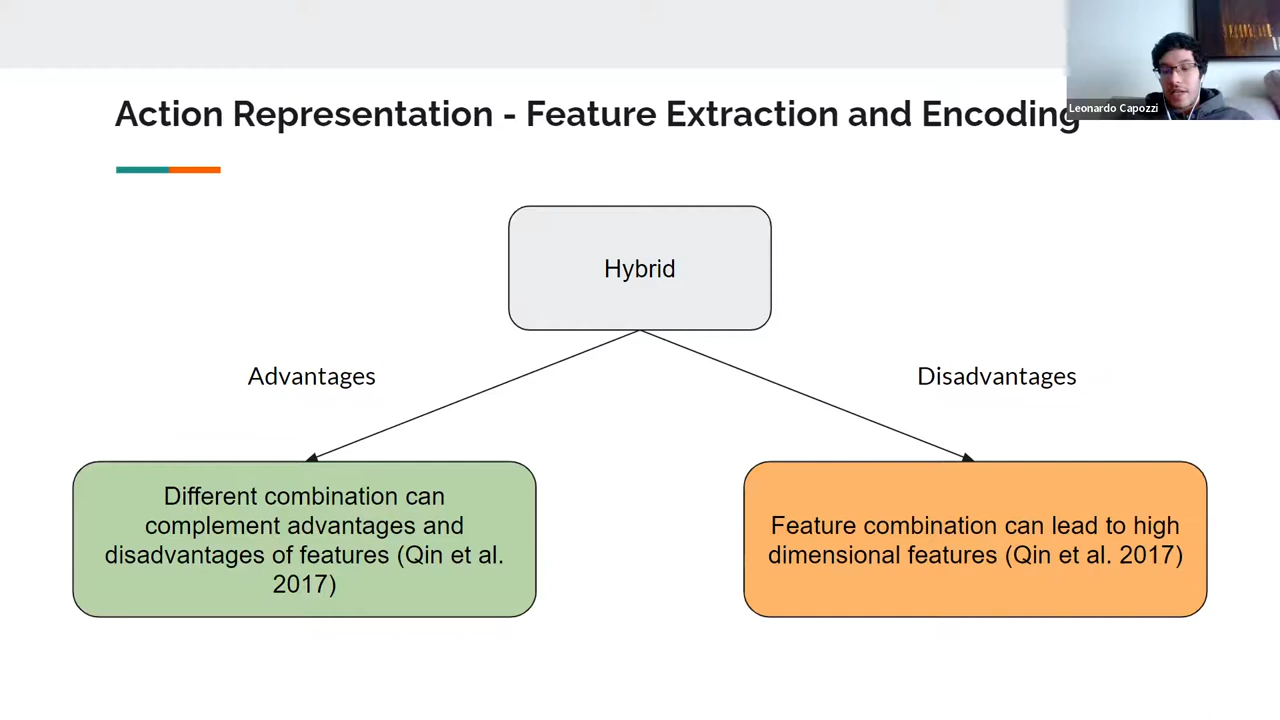 Leonardo Capozzi
Action Representation - Feature Extraction and Encoding
Hybrid
Advantages
Disadvantages
Different combination can
complement advantages and
disadvantages of features (Qin et al.
2017)
Feature combination can lead to high
dimensional features (Qin et al. 2017)